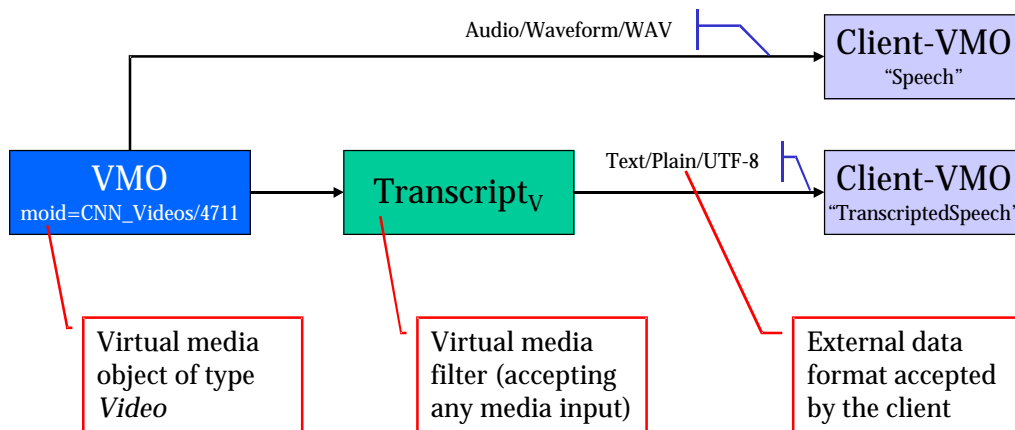 Audio/Waveform/WAV
Client-VMO
“Speech”
VMO
moid=CNN_Videos/4711
TranscriptV
Text/Plain/UTF-8
Client-VMO
“TranscriptedSpeech”
Virtual media
object of type
Video
Virtual media
filter (accepting
any media input)
External data
format accepted
by the client